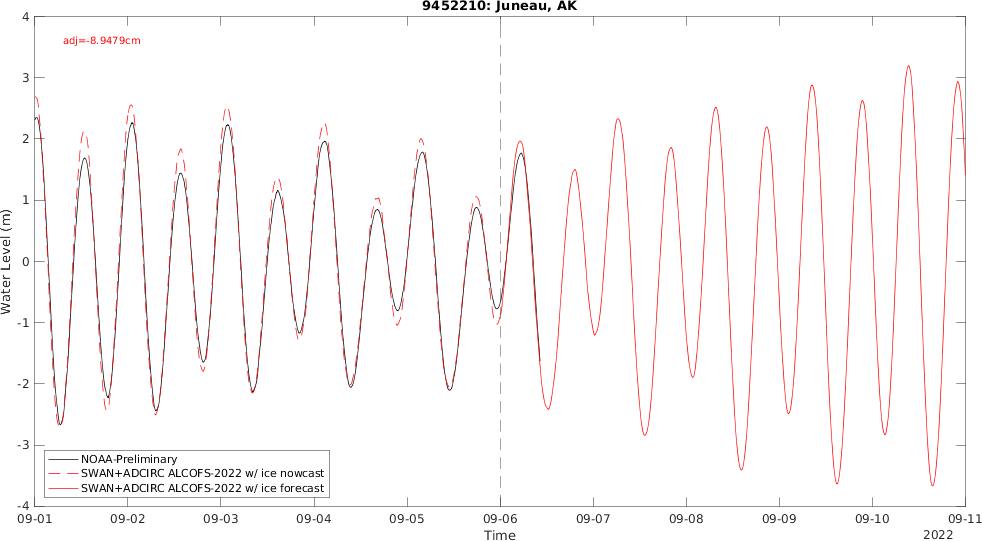 9452210: Juneau, AK
adj=-8.9479cm
4
3
2
1
0
-1
-2
-3
-4
Water Level (m)
NOAA-Preliminary
SWAN+ADCIRC ALCOFS-2022 w/ ice nowcast
SWAN+ADCIRC ALCOFS-2022 w/ ice forecast
09-01 09-02 09-03 09-04 09-05 09-06 09-07 09-08 09-09 09-10 09-11
Time
2022